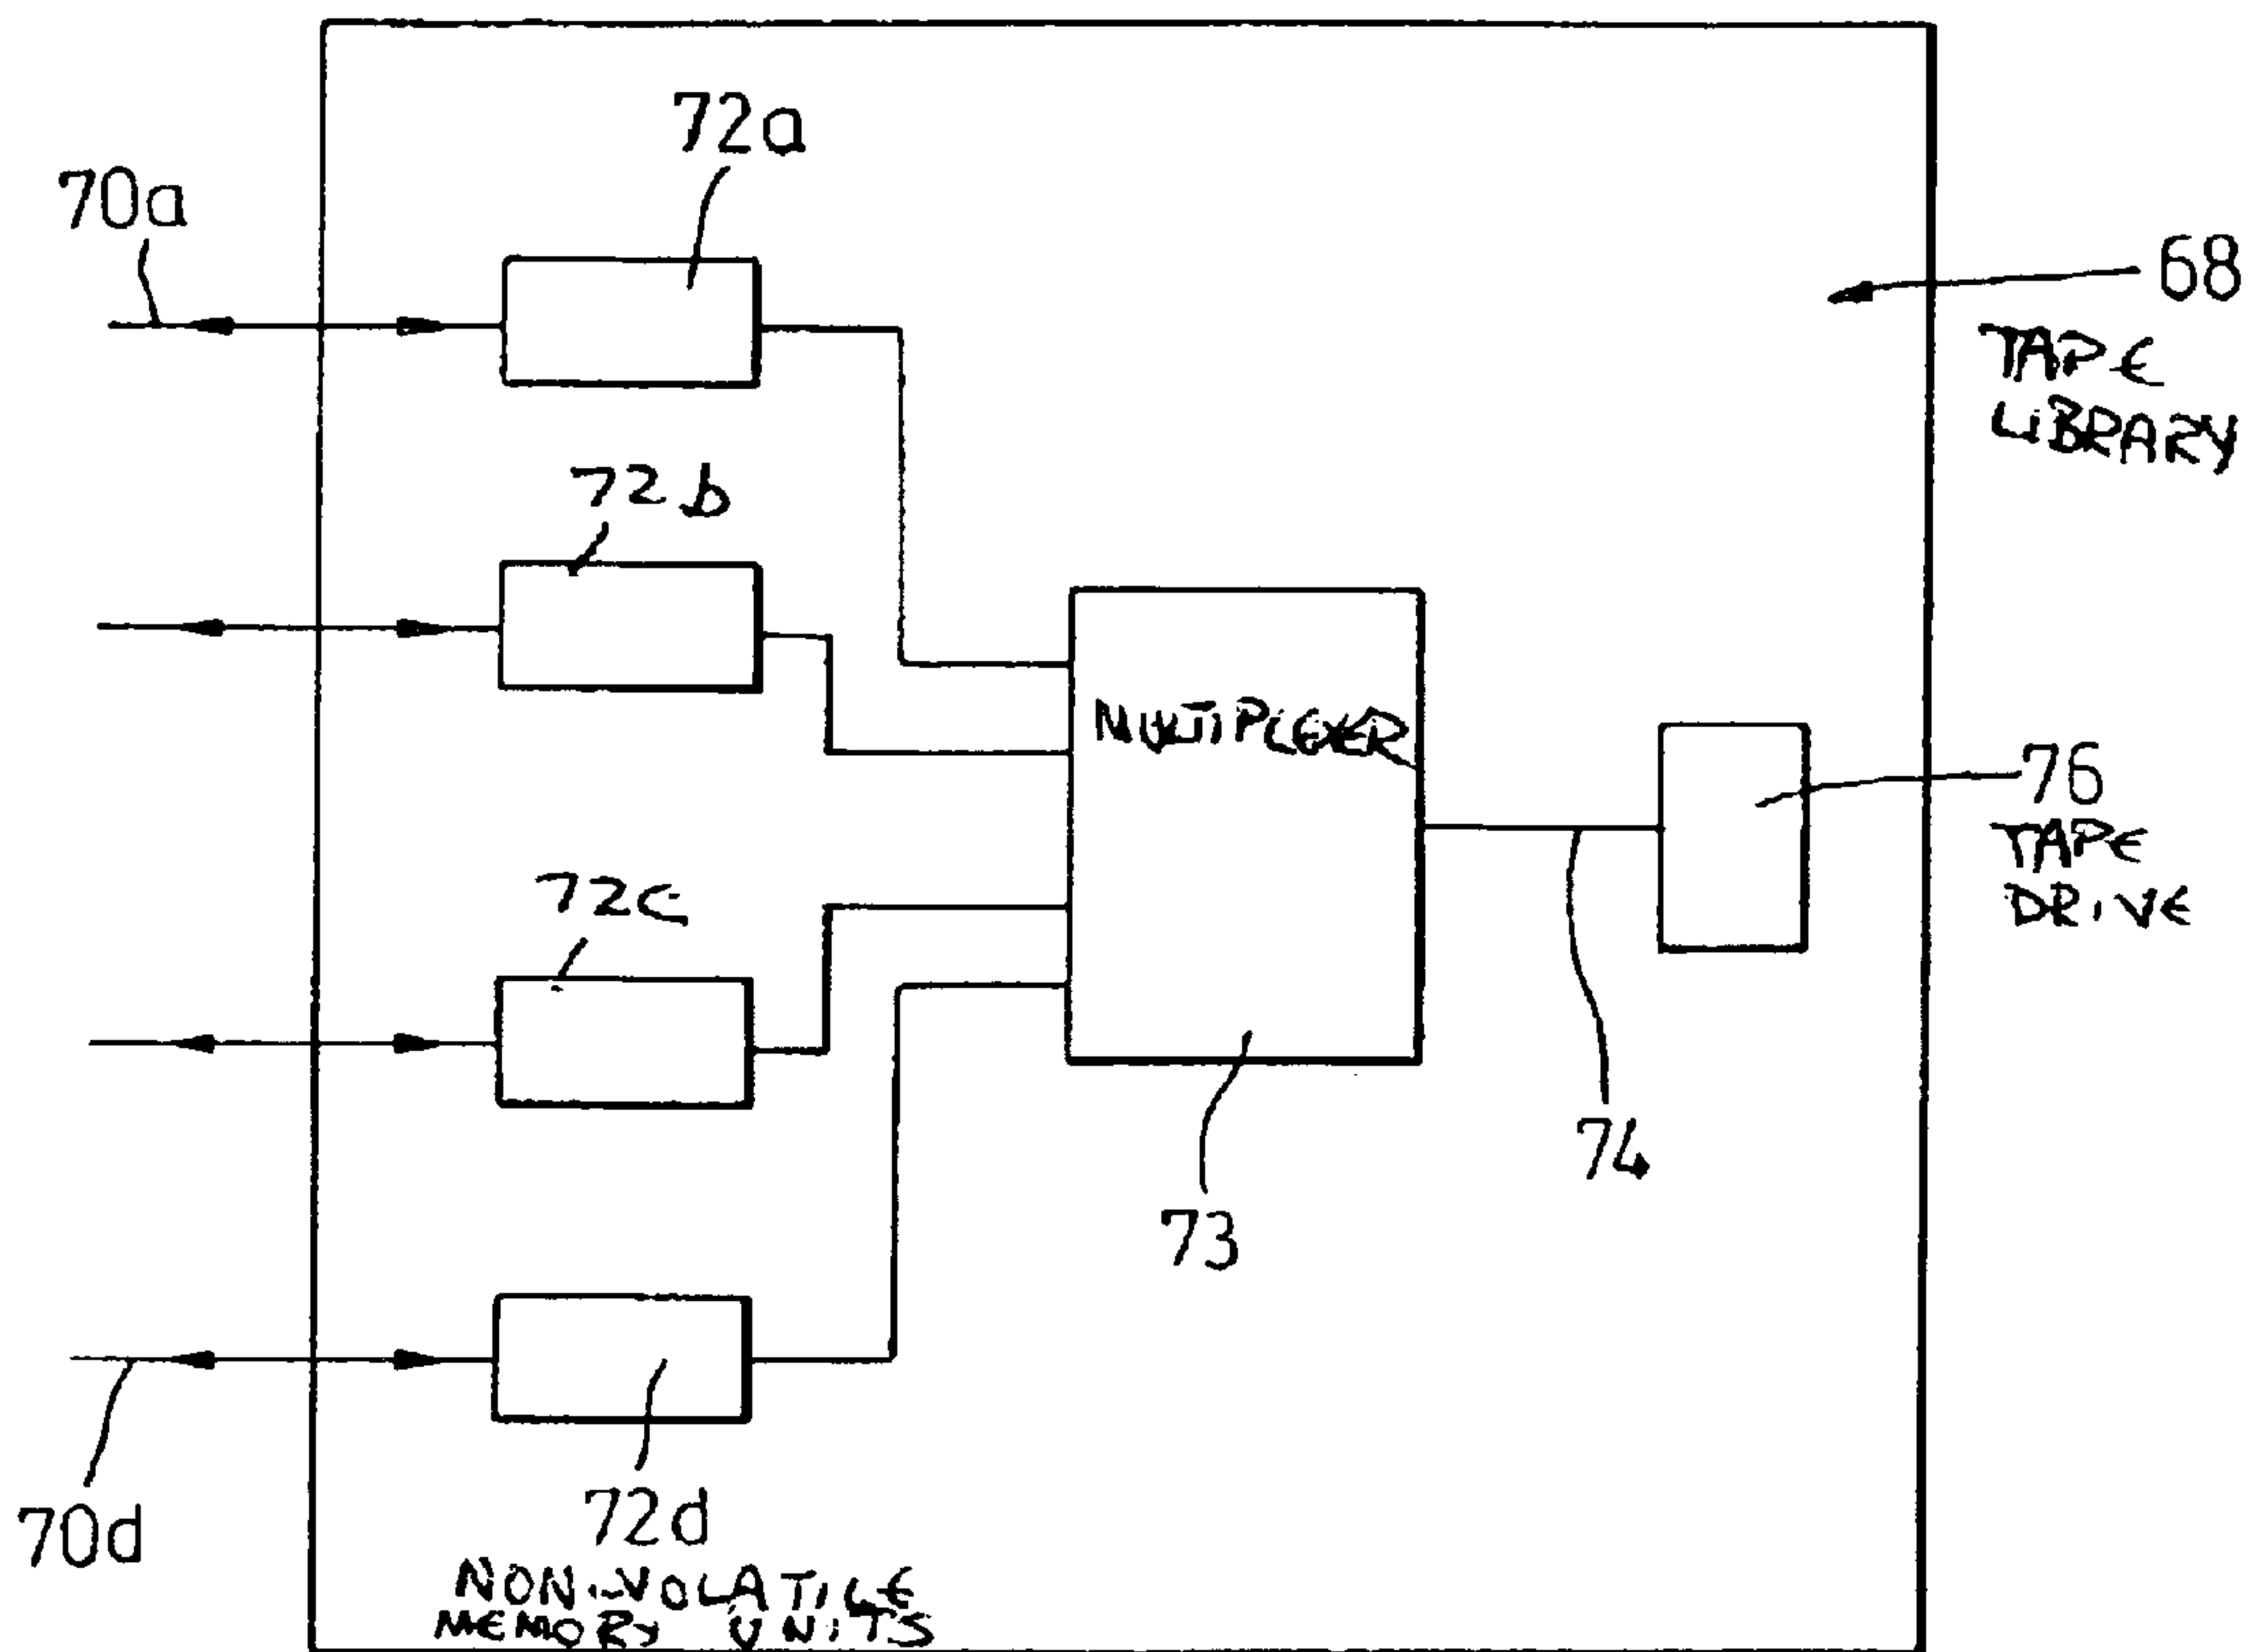 72a
70a
68
TAPE
LIBRARY
72b
MULTIPLEXER
76
TAPE
DRIVE
72c
74
73
72d
70d
NON-VOLATILE
MEMORY UNITS